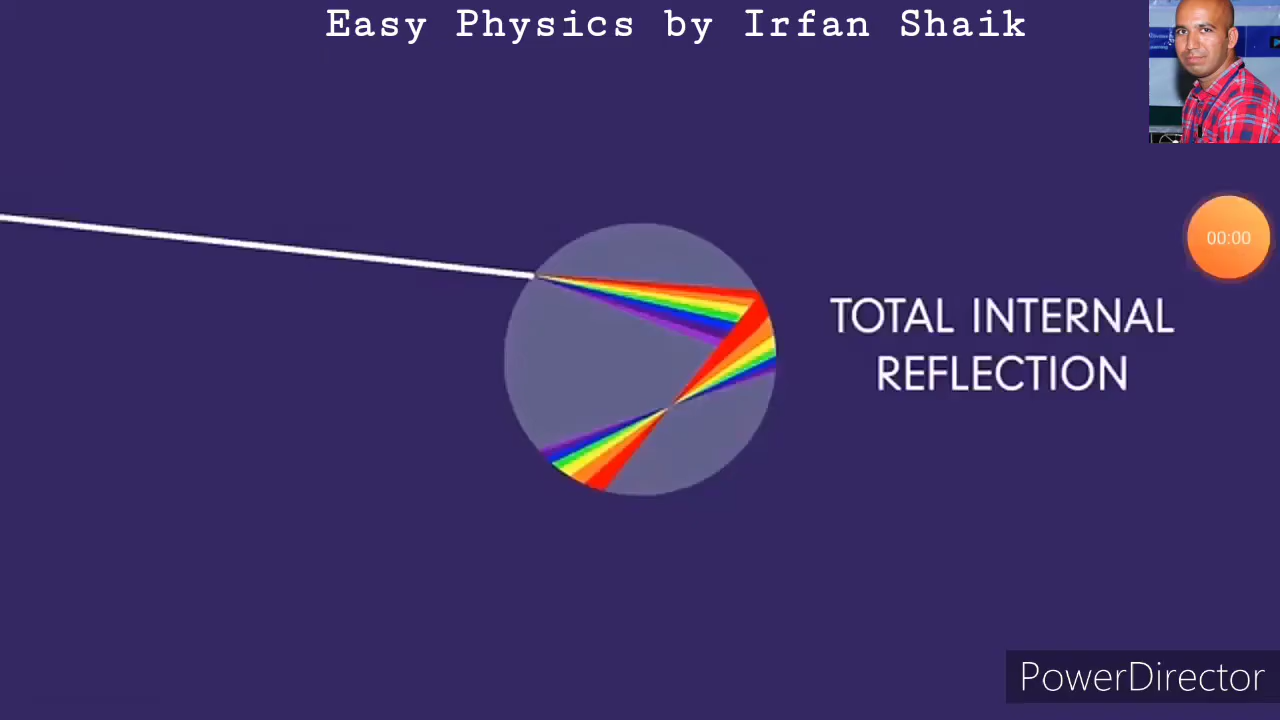 Easy Physics by Irfan Shaik
00:00
TOTAL INTERNAL
REFLECTION
PowerDirector